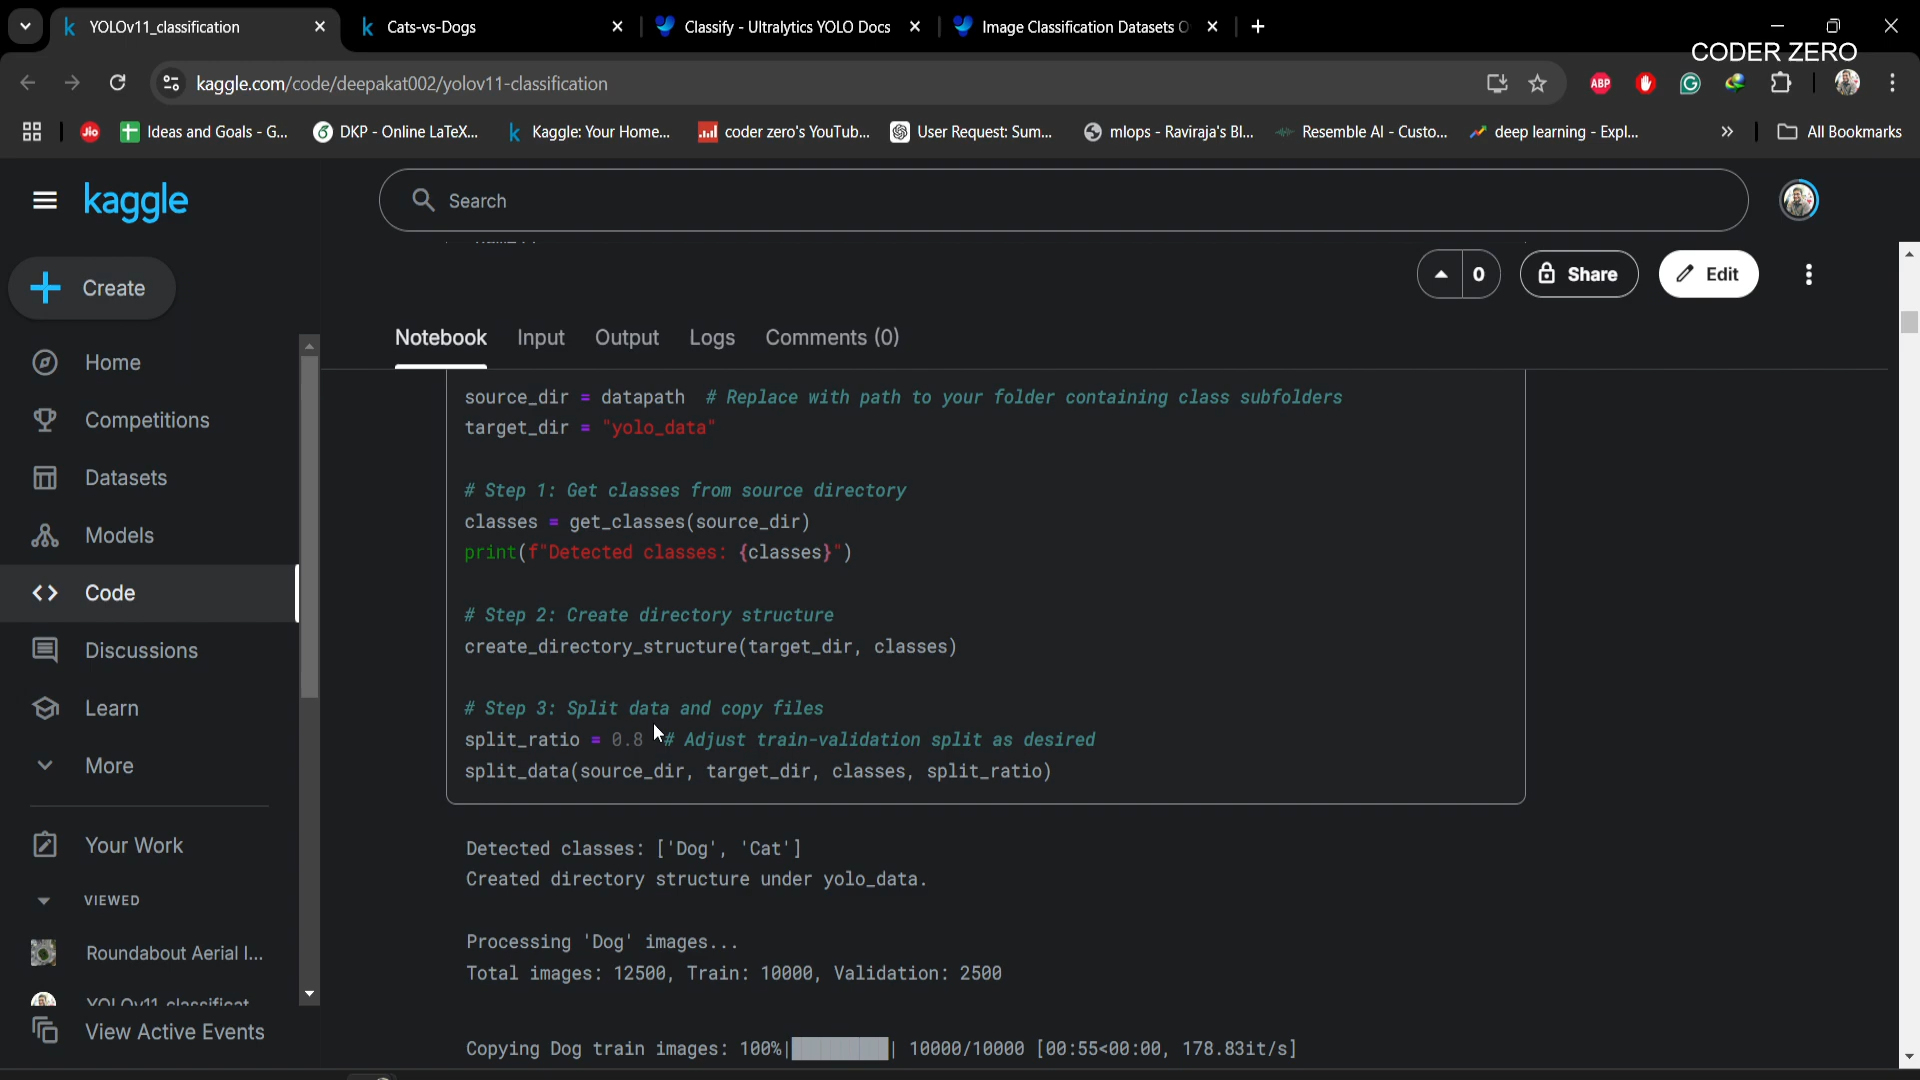 YOLOv11_classification
Cats-vs-Dogs
Classify - Ultralytics YOLO Docs
Image Classification Datasets O
CODER ZERO
kaggle.com/code/deepakat002/yolov11-classification
ABP
Jio
Ideas and Goals - G...
DKP - Online LaTeX...
Kaggle: Your Home...
coder zero's YouTub...
User Request: Sum...
mlops - Raviraja's Bl...
Resemble AI - Custo...
deep learning - Expl...
All Bookmarks
kaggle
Search
Create
0
Share
Edit
Notebook
Input
Output
Logs
Comments (0)
Home
Competitions
Datasets
Models
Code
Discussions
Learn
More
Your Work
VIEWED
Roundabout Aerial I...
YOLOv11_classificat
View Active Events
source_dir = datapath # Replace with path to your folder containing class subfolders
target_dir = "yolo_data"
# Step 1: Get classes from source directory
classes = get_classes(source_dir)
print(f"Detected classes: {classes}")
# Step 2: Create directory structure
create_directory_structure(target_dir, classes)
# Step 3: Split data and copy files
split_ratio = 0.8 # Adjust train-validation split as desired
split_data(source_dir, target_dir, classes, split_ratio)
Detected classes: ['Dog', 'Cat']
Created directory structure under yolo_data.
Processing 'Dog' images...
Total images: 12500, Train: 10000, Validation: 2500
Copying Dog train images: 100%|██████████| 10000/10000 [00:55<00:00, 178.83it/s]